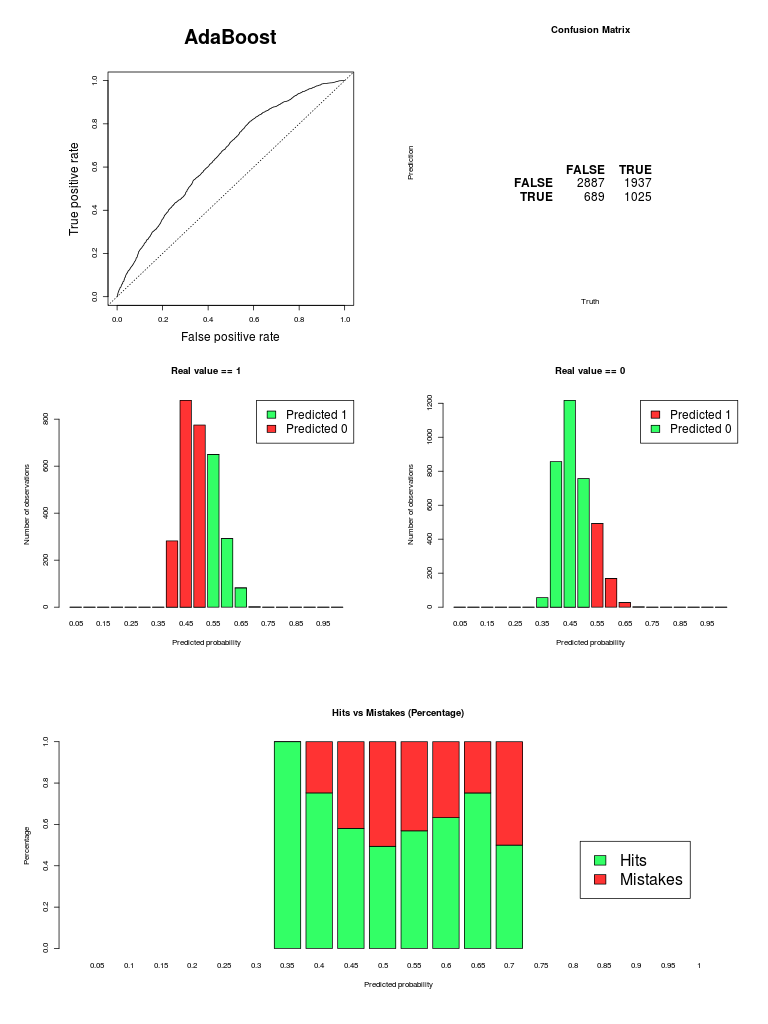 AdaBoost
True positive rate
0.0 0.2 0.4 0.6 0.8 1.0
0.0 0.2 0.4 0.6 0.8 1.0
False positive rate
Confusion Matrix
Prediction
FALSE TRUE
FALSE 2887 1937
TRUE 689 1025
Truth
Real value == 1
Number of observations
0 200 400 600 800
Predicted 1
Predicted 0
0.05 0.15 0.25 0.35 0.45 0.55 0.65 0.75 0.85 0.95
Predicted probability
Real value == 0
Number of observations
0 200 400 600 800 1000 1200
Predicted 1
Predicted 0
0.05 0.15 0.25 0.35 0.45 0.55 0.65 0.75 0.85 0.95
Predicted probability
Hits vs Mistakes (Percentage)
Percentage
0.0 0.2 0.4 0.6 0.8 1.0
Hits
Mistakes
0.05 0.1 0.15 0.2 0.25 0.3 0.35 0.4 0.45 0.5 0.55 0.6 0.65 0.7 0.75 0.8 0.85 0.9 0.95 1
Predicted probability